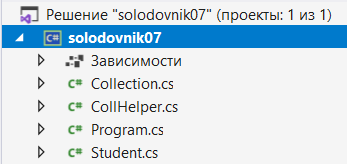 Решение "solodovnik07" (проекты: 1 из 1)
C# solodovnik07
Зависимости
C# Collection.cs
C# CollHelper.cs
C# Program.cs
C# Student.cs